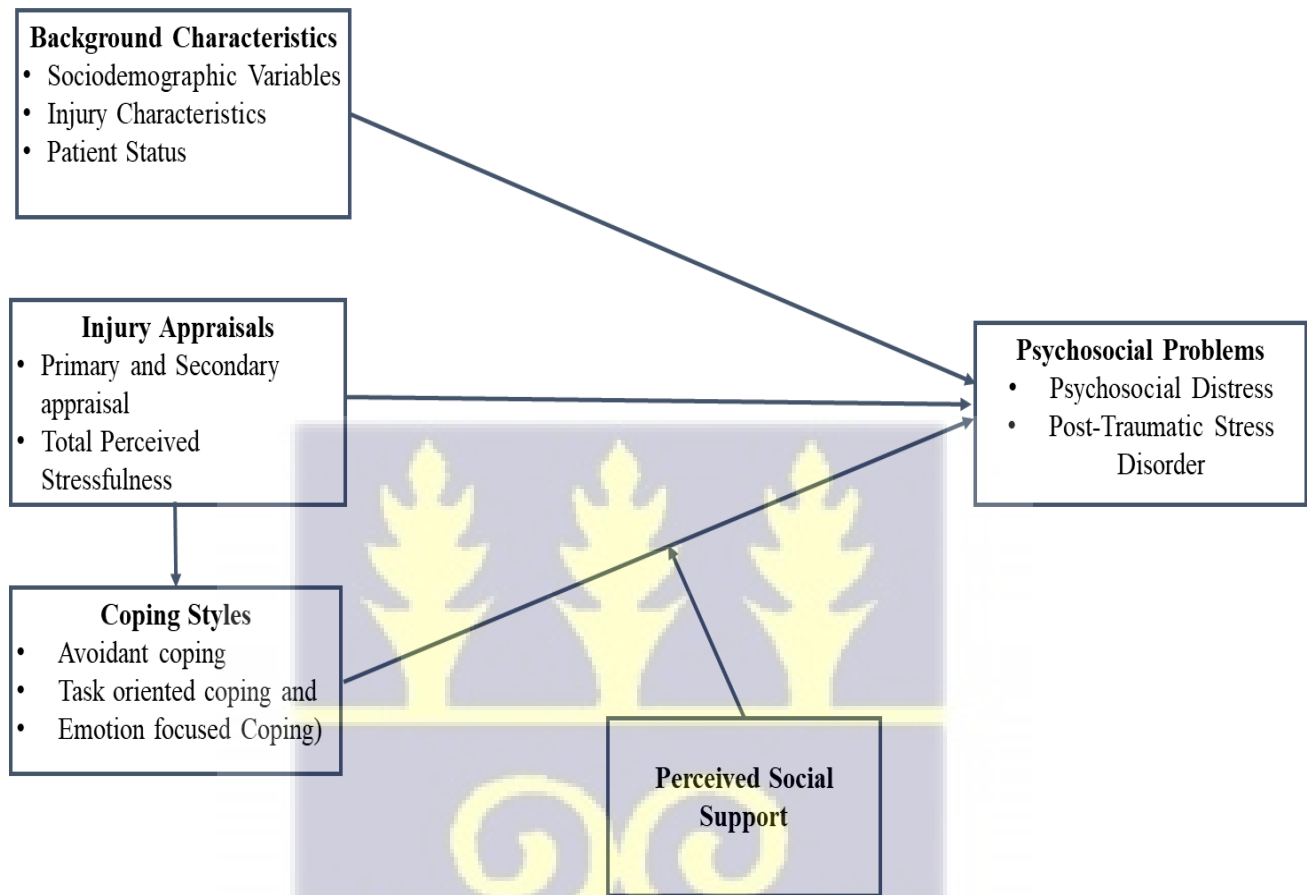 Background Characteristics
• Sociodemographic Variables
• Injury Characteristics
• Patient Status
Injury Appraisals
• Primary and Secondary
appraisal
• Total Perceived
Stressfulness
Psychosocial Problems
• Psychosocial Distress
• Post-Traumatic Stress
Disorder
Coping Styles
• Avoidant coping
• Task oriented coping and
• Emotion focused Coping)
Perceived Social
Support